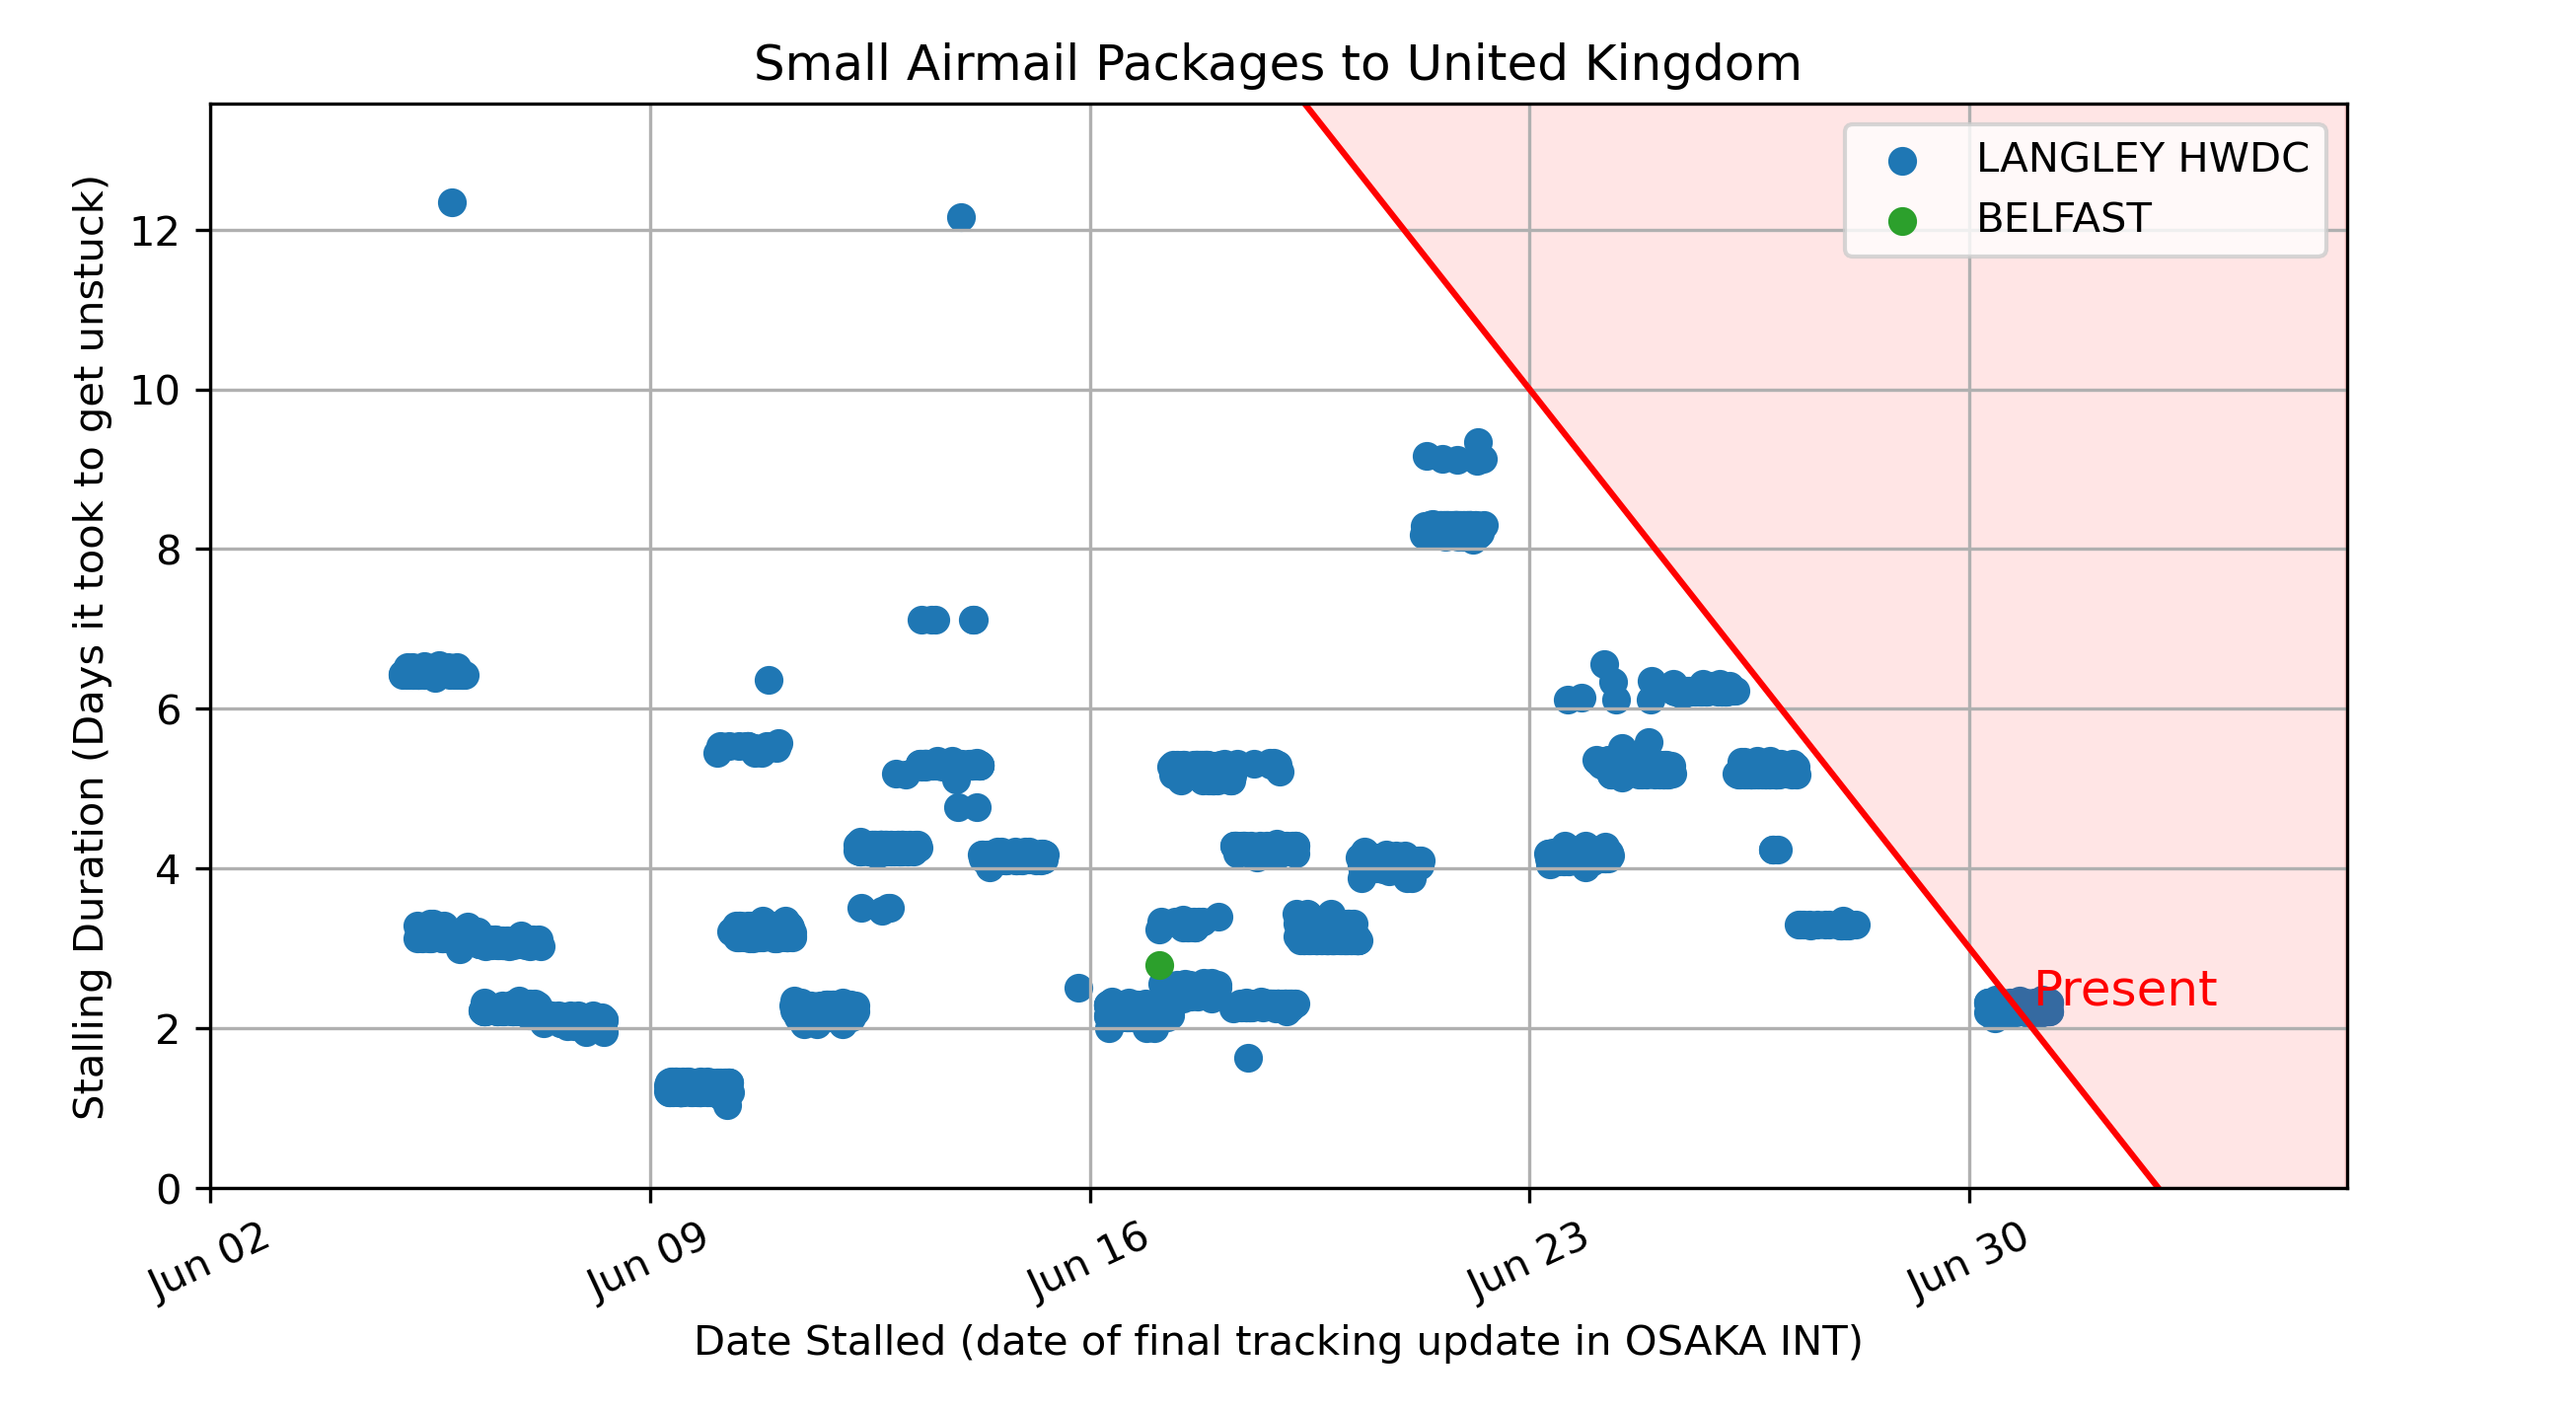 Small Airmail Packages to United Kingdom
LANGLEY HWDC
BELFAST
Stalling Duration (Days it took to get unstuck)
12
10
8
6
4
2
0
Present
Jun 02
Jun 09
Jun 16
Jun 23
Jun 30
Date Stalled (date of final tracking update in OSAKA INT)